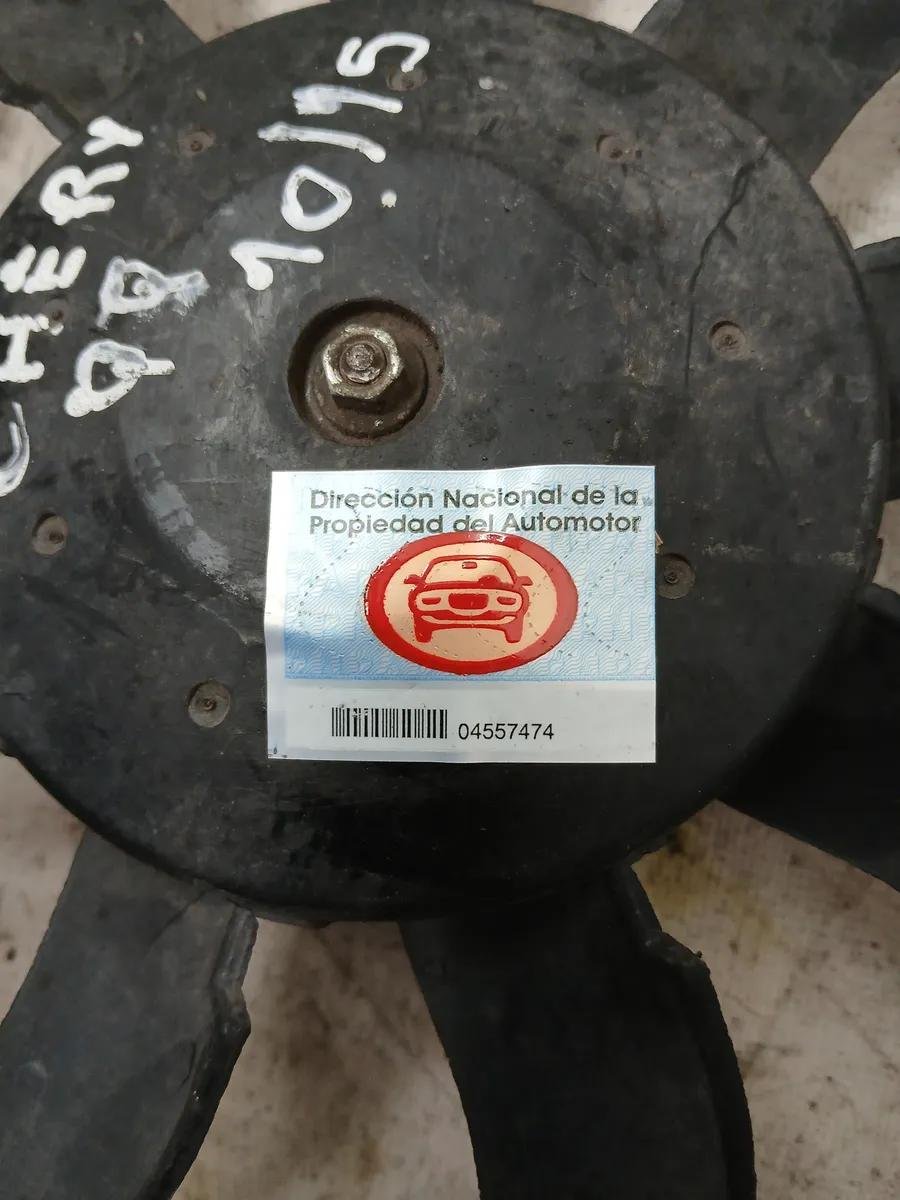 CHERY
QQ
10/15
Dirección Nacional de la
Propiedad del Automotor
04557474